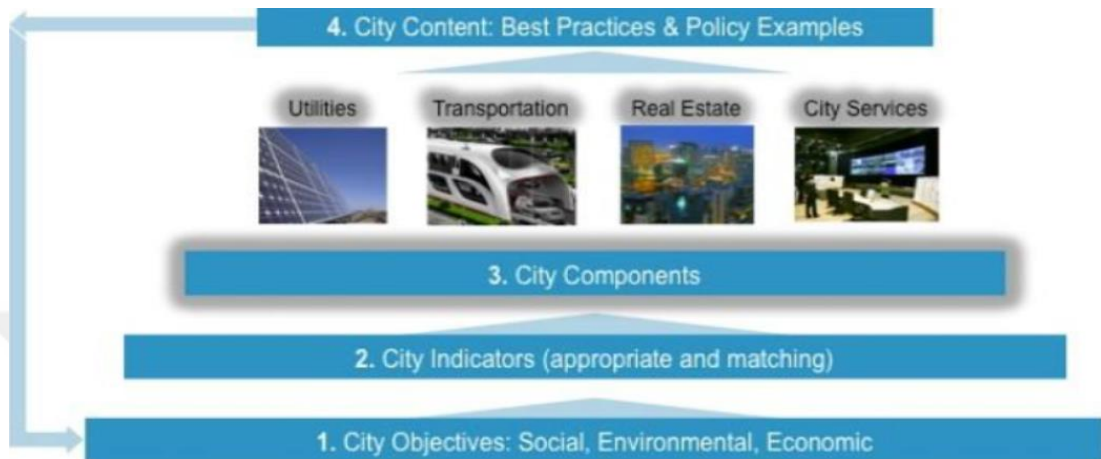 4. City Content: Best Practices & Policy Examples
Utilities
Transportation
Real Estate
City Services
3. City Components
2. City Indicators (appropriate and matching)
1. City Objectives: Social, Environmental, Economic